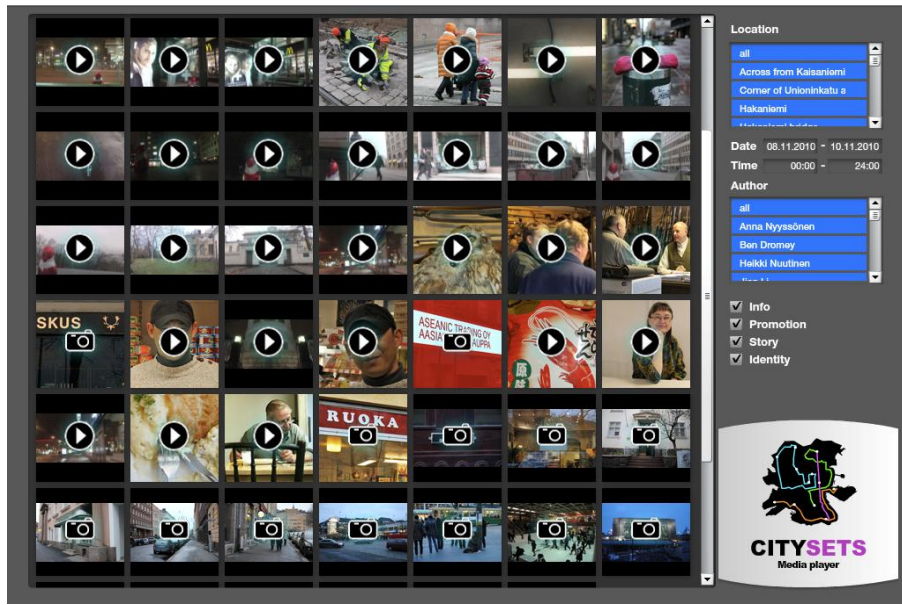 Location
all
Across from Kaisaniemi
Corner of Unioninkatu a
Hakaniemi
Hakaniemi bridge
Date 08.11.2010 - 10.11.2010
Time 00:00 - 24:00
Author
all
Anna Nyyssönen
Ben Dromey
Heikki Nuutinen
Info
Promotion
Story
Identity
SKUS
ASEANIC TRADING OY
RUOKA
CITYSETS
Media player